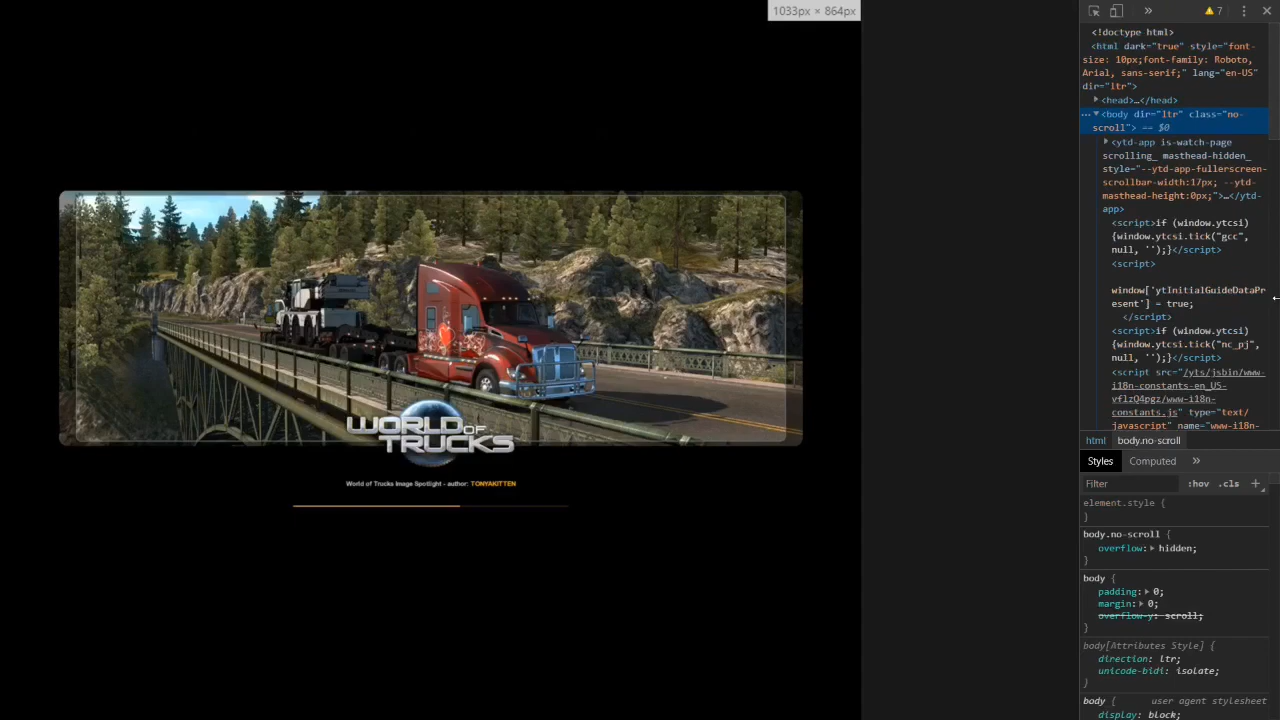 1033px × 864px
7
<!doctype html>
<html dark="true" style="font-
size: 10px;font-family: Roboto,
Arial, sans-serif;" lang="en-US"
dir="ltr">
<head>…</head>
<body dir="ltr" class="no-
scroll"> == $0
<ytd-app is-watch-page
scrolling_ masthead-hidden_
style="--ytd-app-fullerscreen-
scrollbar-width:17px; --ytd-
masthead-height:0px;">…</ytd-
app>
<script>if (window.ytcsi)
{window.ytcsi.tick("gcc",
null, '');}</script>
<script>
window['ytInitialGuideDataPr
esent'] = true;
</script>
<script>if (window.ytcsi)
{window.ytcsi.tick("nc_pj",
null, '');}</script>
<script src="/yts/jsbin/www-
i18n-constants-en_US-
vflzQ4pgz/www-i18n-
constants.js" type="text/
javascript" name="www-i18n-
html body.no-scroll
Styles Computed
Filter :hov .cls
element.style {
}
body.no-scroll {
overflow: hidden;
}
body {
padding: 0;
margin: 0;
overflow-y: scroll;
}
body[Attributes Style] {
direction: ltr;
unicode-bidi: isolate;
}
body { user agent stylesheet
display: block;
WORLD OF
TRUCKS
World of Trucks Image Spotlight - author: TONYAKITTEN